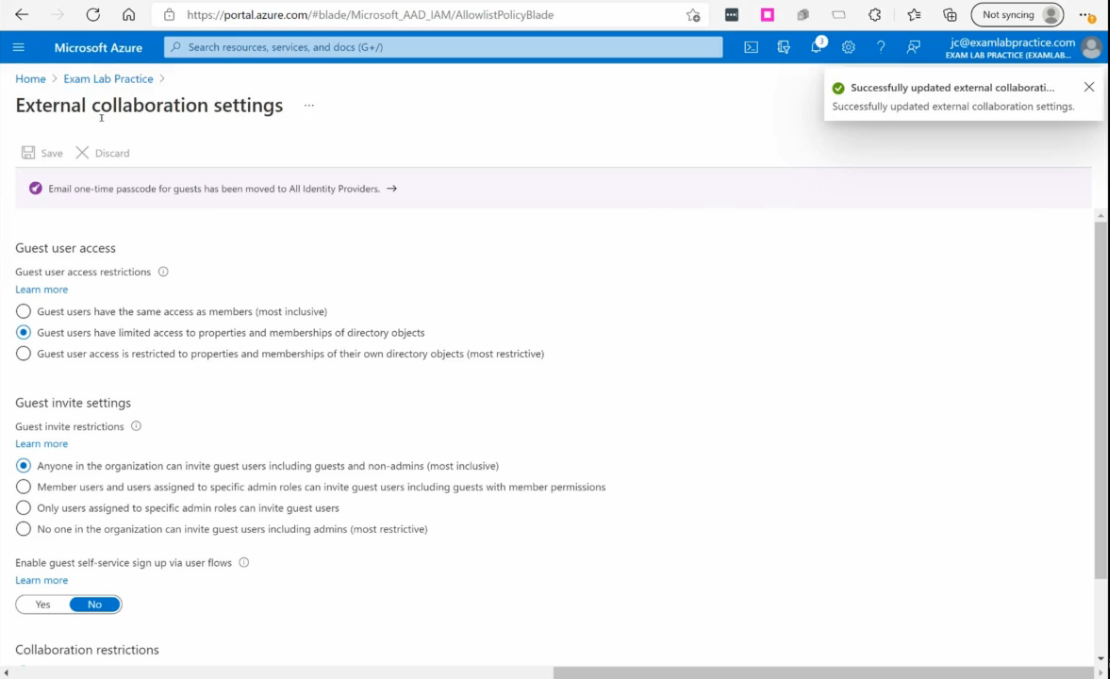 https://portal.azure.com/#blade/Microsoft_AAD_IAM/AllowlistPolicyBlade
Not syncing
Microsoft Azure
Search resources, services, and docs (G+/)
1
jc@examlabpractice.com
EXAM LAB PRACTICE (EXAMLAB...
Home > Exam Lab Practice >
External collaboration settings ...
Successfully updated external collaborati...
Successfully updated external collaboration settings.
Save Discard
Email one-time passcode for guests has been moved to All Identity Providers. →
Guest user access
Guest user access restrictions
Learn more
Guest users have the same access as members (most inclusive)
Guest users have limited access to properties and memberships of directory objects
Guest user access is restricted to properties and memberships of their own directory objects (most restrictive)
Guest invite settings
Guest invite restrictions
Learn more
Anyone in the organization can invite guest users including guests and non-admins (most inclusive)
Member users and users assigned to specific admin roles can invite guest users including guests with member permissions
Only users assigned to specific admin roles can invite guest users
No one in the organization can invite guest users including admins (most restrictive)
Enable guest self-service sign up via user flows
Learn more
Yes No
Collaboration restrictions